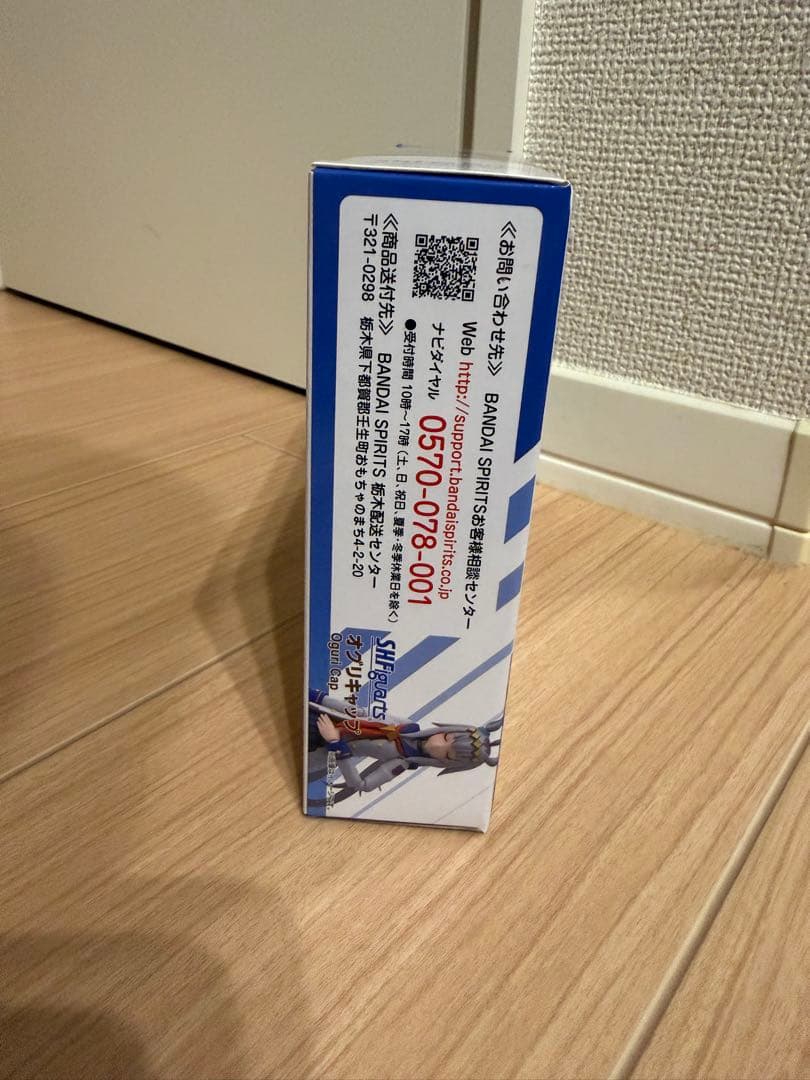 ≪お問い合わせ先≫ BANDAI SPIRITSお客様相談センター
Web http://support.bandaispirits.co.jp
ナビダイヤル 0570-078-001
●受付時間 10時~17時(土、日、祝日、夏季・冬季休業日を除く)
≪商品送付先≫ BANDAI SPIRITS 栃木配送センター
〒321-0298 栃木県下都賀郡壬生町おもちゃのまち4-2-20
SHFiguarts
オグリキャップ
Oguri Cap